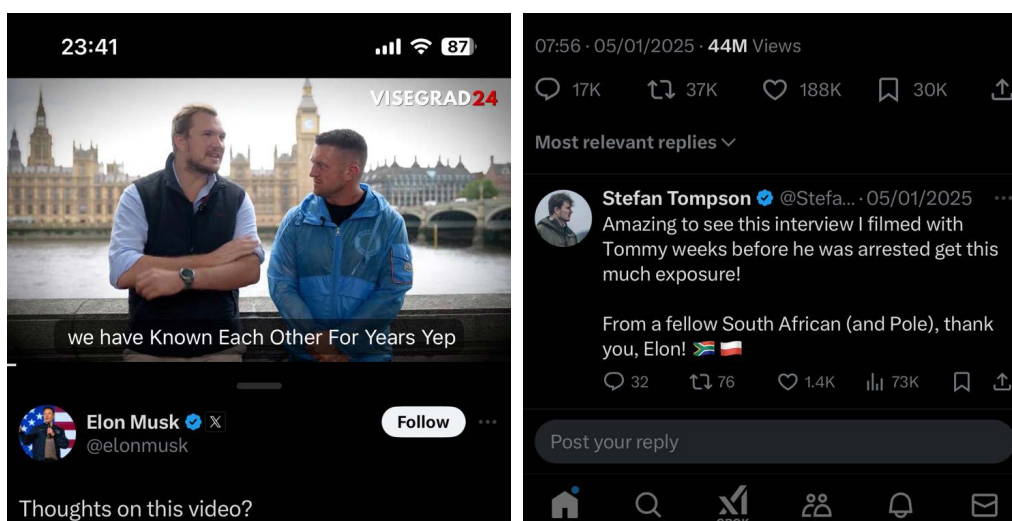 23:41
87
VISEGRAD24
we have Known Each Other For Years Yep
Elon Musk X
Follow
@elonmusk
Thoughts on this video?
07:56 · 05/01/2025 · 44M Views
17K 37K 188K 30K
Most relevant replies
Stefan Tompson @Stefa... · 05/01/2025
Amazing to see this interview I filmed with
Tommy weeks before he was arrested get this
much exposure!
From a fellow South African (and Pole), thank
you, Elon! 🇿🇦 🇵🇱
32 76 1.4K 73K
Post your reply